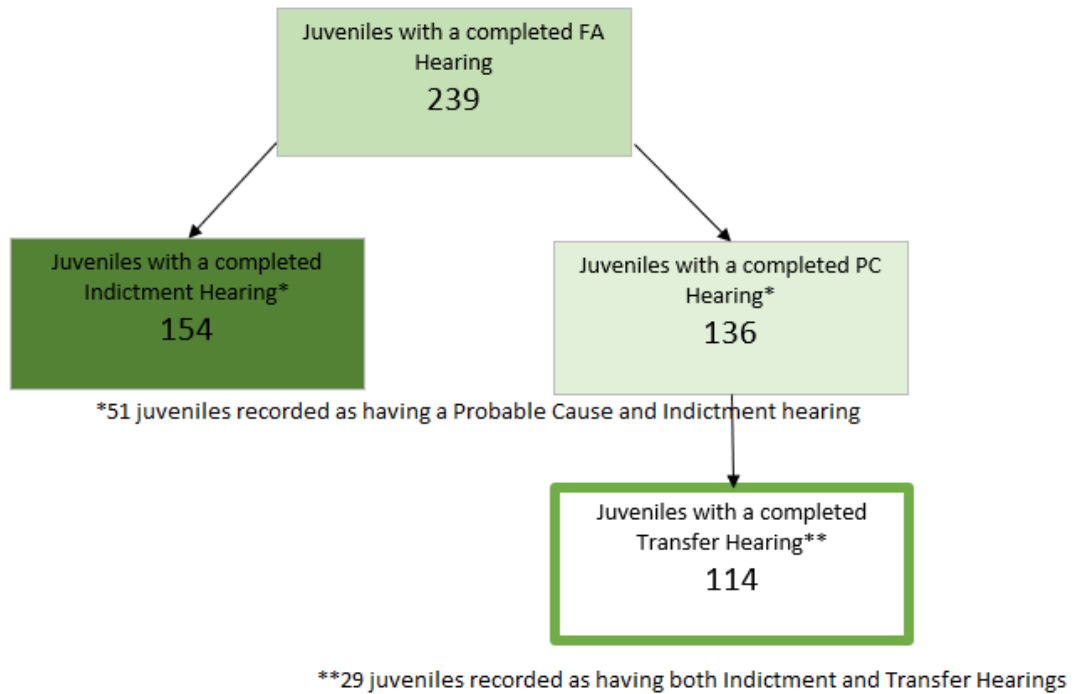 Juveniles with a completed FA
Hearing
239
Juveniles with a completed
Indictment Hearing*
154
Juveniles with a completed PC
Hearing*
136
*51 juveniles recorded as having a Probable Cause and Indictment hearing
Juveniles with a completed
Transfer Hearing**
114
**29 juveniles recorded as having both Indictment and Transfer Hearings